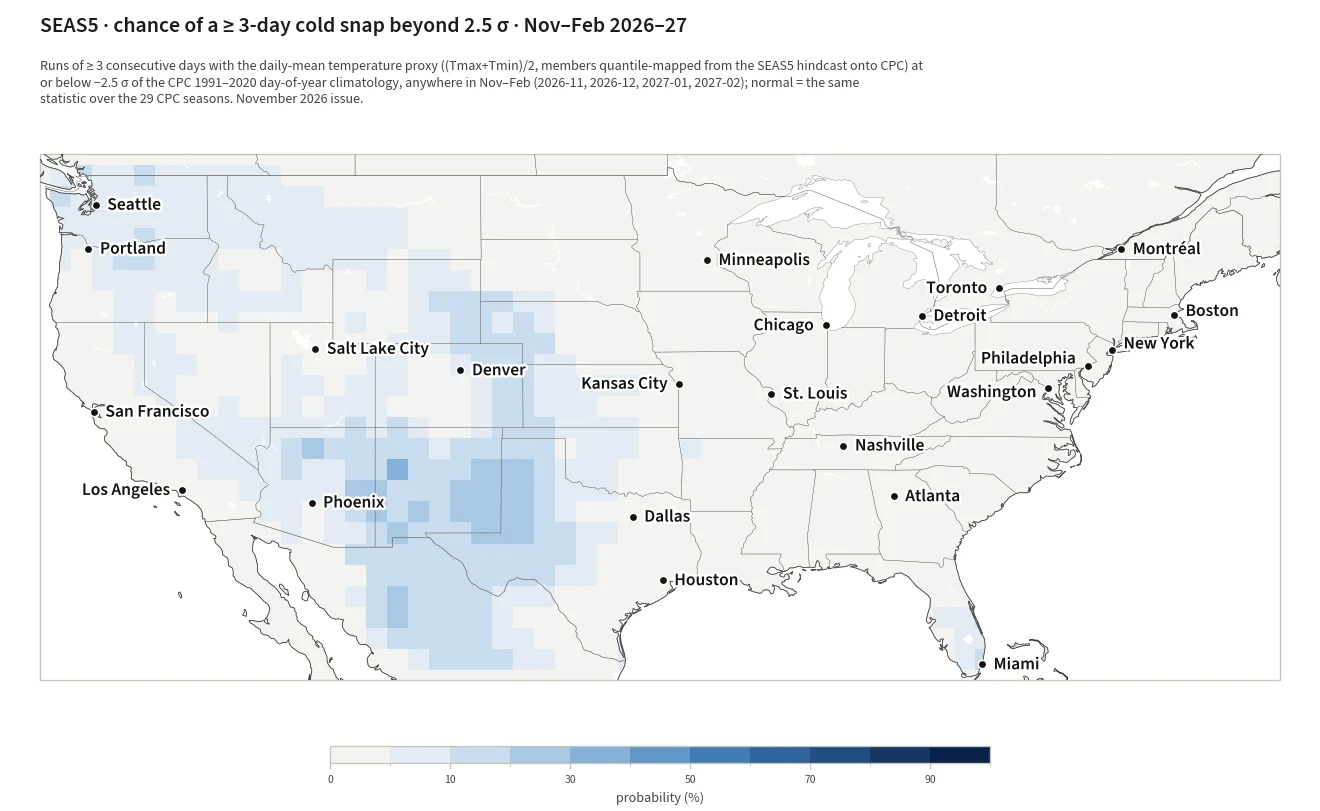 SEAS5 · chance of a ≥ 3-day cold snap beyond 2.5 σ · Nov–Feb 2026–27
Runs of ≥ 3 consecutive days with the daily-mean temperature proxy ((Tmax+Tmin)/2, members quantile-mapped from the SEAS5 hindcast onto CPC) at
or below −2.5 σ of the CPC 1991–2020 day-of-year climatology, anywhere in Nov–Feb (2026-11, 2026-12, 2027-01, 2027-02); normal = the same
statistic over the 29 CPC seasons. November 2026 issue.
Seattle
Portland
Montréal
Minneapolis
Toronto
Boston
Detroit
Chicago
New York
Salt Lake City
Philadelphia
Denver
Kansas City
St. Louis
Washington
San Francisco
Nashville
Los Angeles
Phoenix
Atlanta
Dallas
Houston
Miami
0 10 30 50 70 90
probability (%)